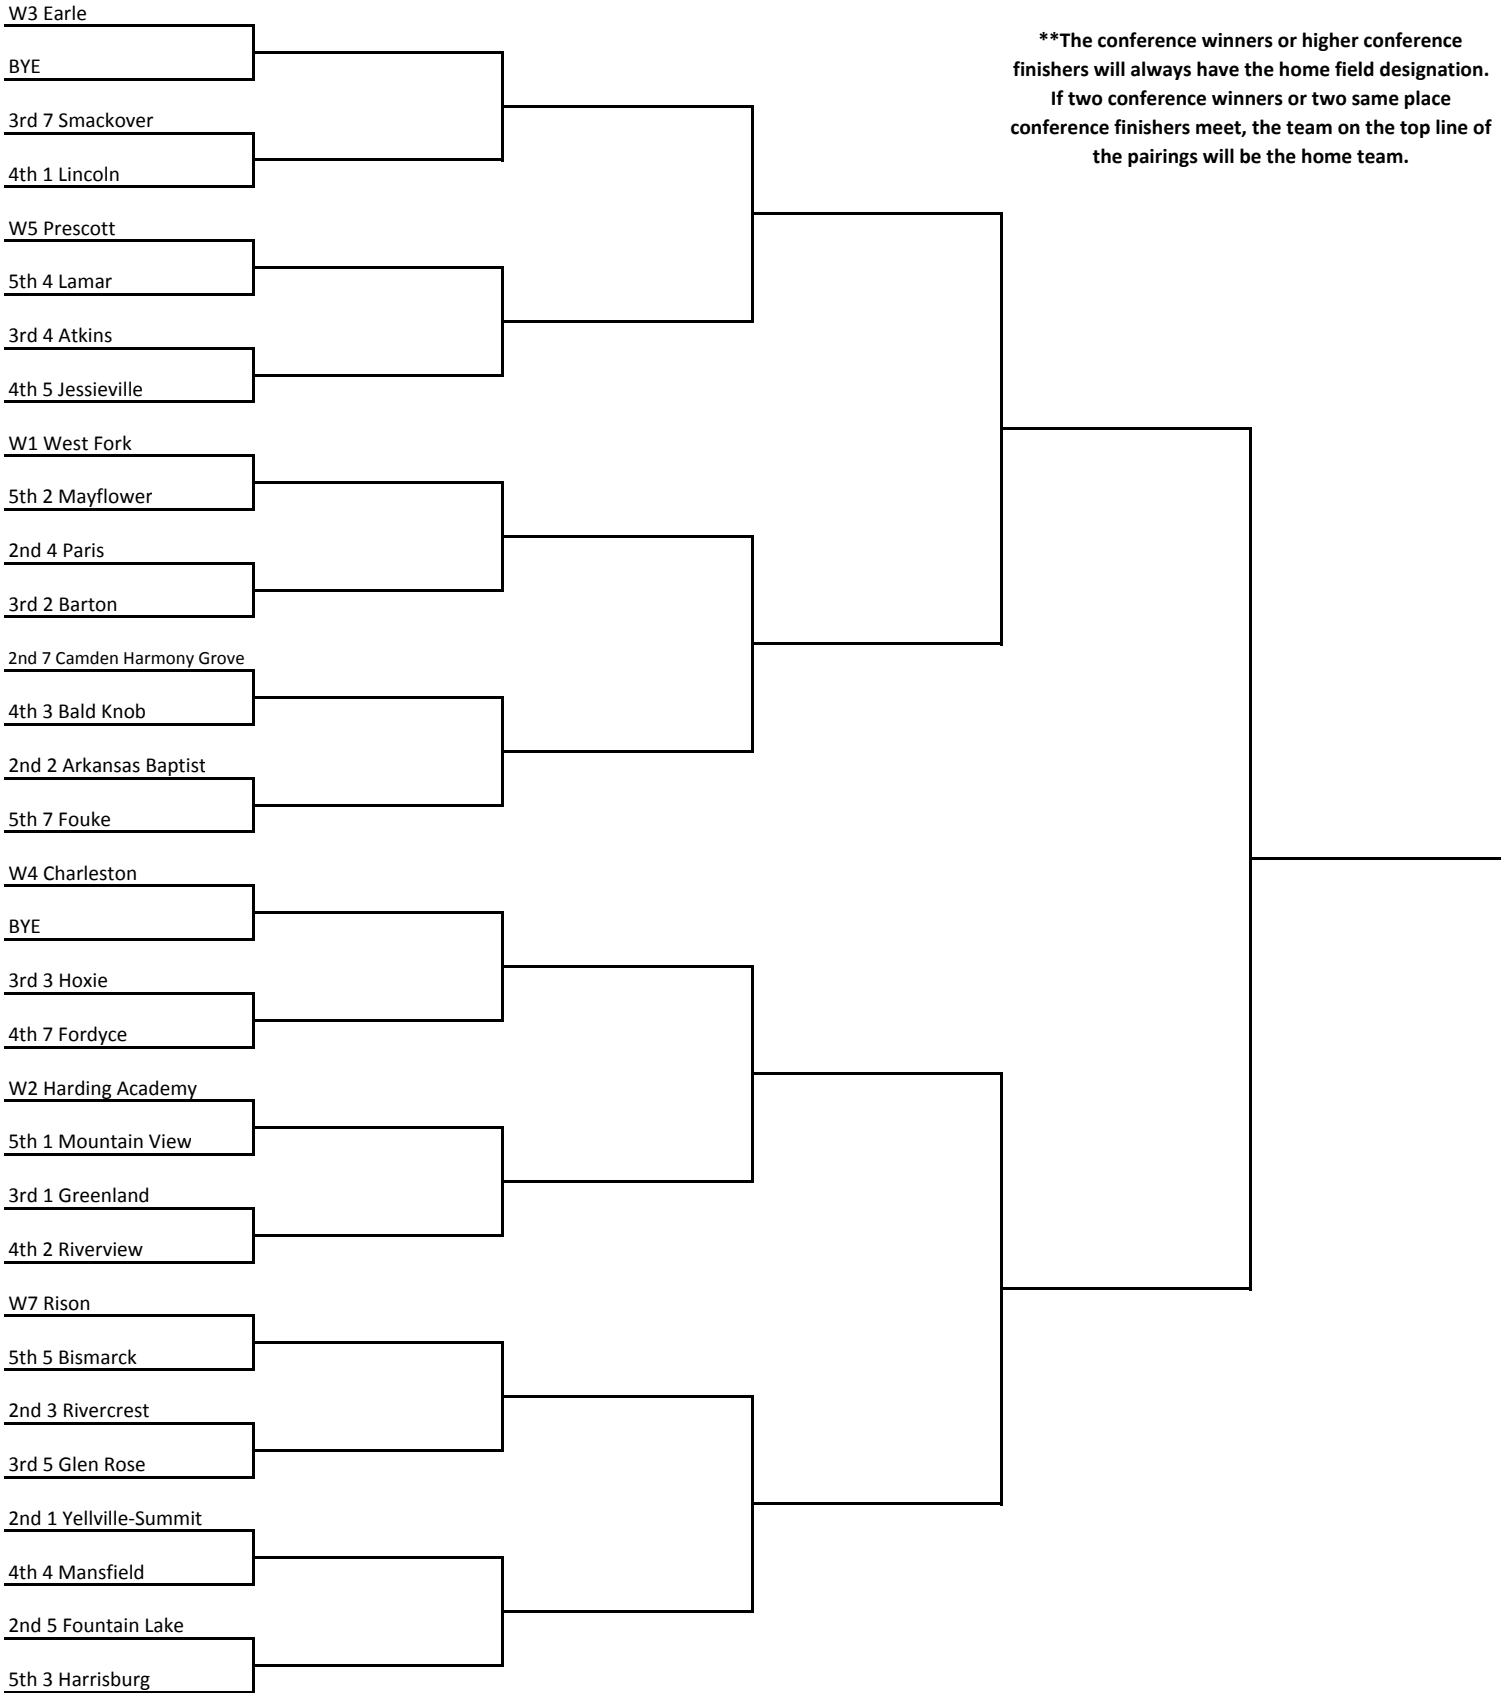 W3 Earle
BYE
3rd 7 Smackover
4th 1 Lincoln
W5 Prescott
5th 4 Lamar
3rd 4 Atkins
4th 5 Jessieville
W1 West Fork
5th 2 Mayflower
2nd 4 Paris
3rd 2 Barton
2nd 7 Camden Harmony Grove
4th 3 Bald Knob
2nd 2 Arkansas Baptist
5th 7 Fouke
W4 Charleston
BYE
3rd 3 Hoxie
4th 7 Fordyce
W2 Harding Academy
5th 1 Mountain View
3rd 1 Greenland
4th 2 Riverview
W7 Rison
5th 5 Bismarck
2nd 3 Rivercrest
3rd 5 Glen Rose
2nd 1 Yellville-Summit
4th 4 Mansfield
2nd 5 Fountain Lake
5th 3 Harrisburg
**The conference winners or higher conference
finishers will always have the home field designation.
If two conference winners or two same place
conference finishers meet, the team on the top line of
the pairings will be the home team.